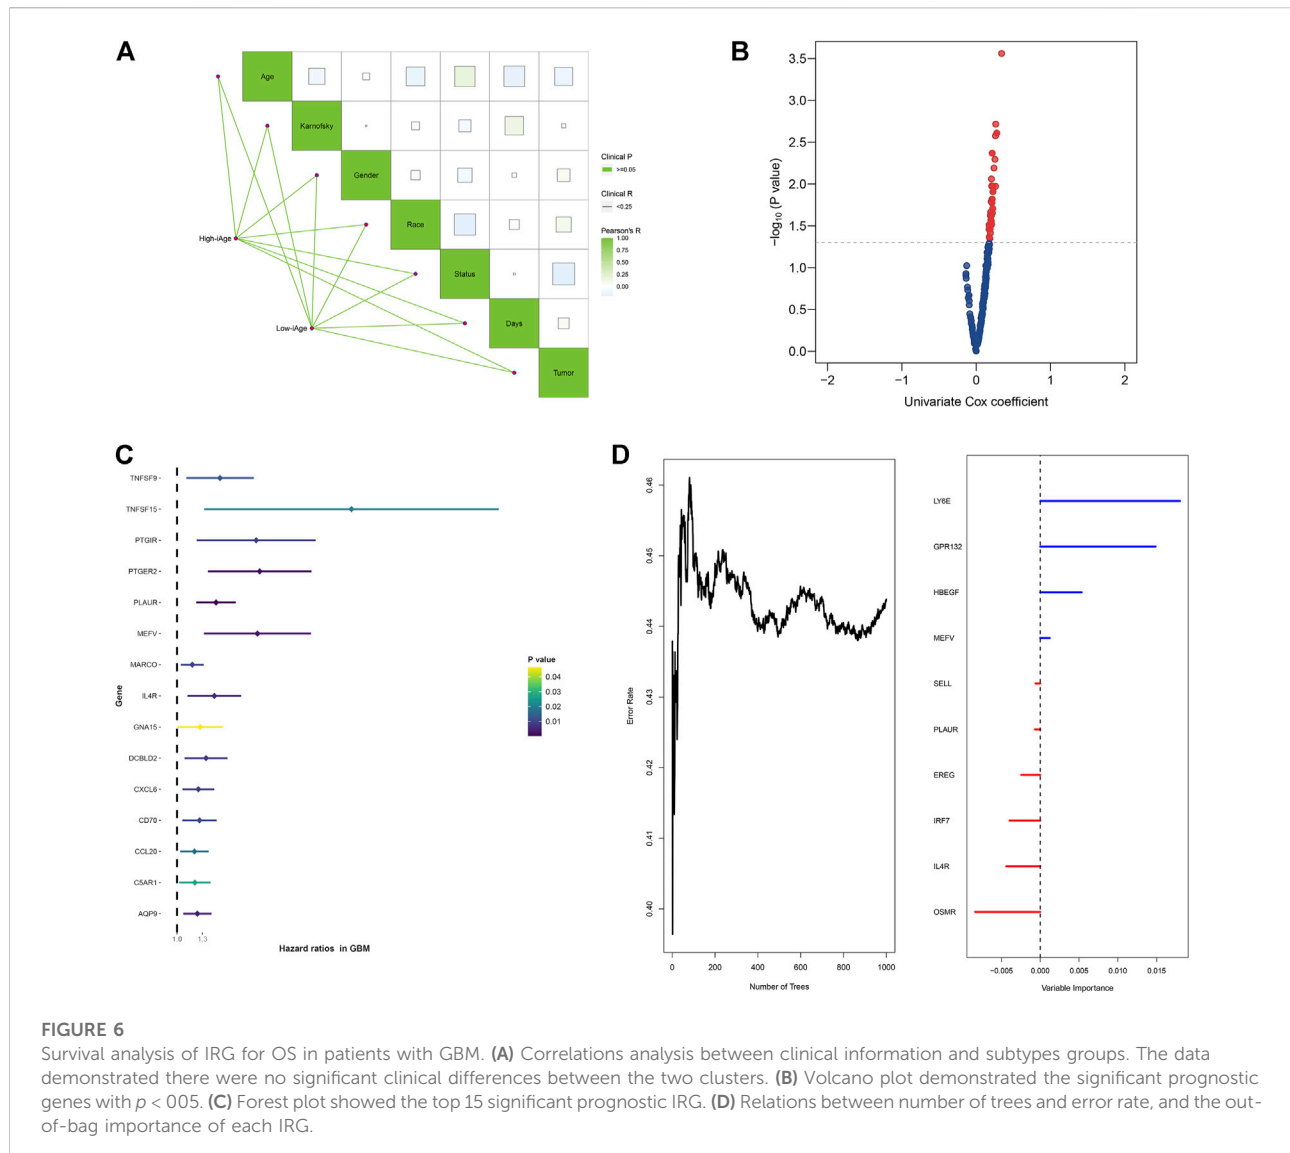 A
Age
Karnofsky
Gender
Race
Status
Days
Tumor
High-iAge
Low-iAge
Clinical P
>=0.05
Clinical R
<0.25
Pearson's R
1.00
0.75
0.50
0.25
0.00
B
3.5
3.0
2.5
2.0
1.5
1.0
0.5
0.0
−log10 (P value)
−2 −1 0 1 2
Univariate Cox coefficient
C
TNFSF9
TNFSF15
PTGIR
PTGER2
PLAUR
MEFV
MARCO
IL4R
GNA15
DCBLD2
CXCL6
CD70
CCL20
C5AR1
AQP9
Gene
1.0 1.3
Hazard ratios in GBM
P value
0.04
0.03
0.02
0.01
D
0.46
0.45
0.44
0.43
0.42
0.41
0.40
Error Rate
0 200 400 600 800 1000
Number of Trees
LY6E
GPR132
HBEGF
MEFV
SELL
PLAUR
EREG
IRF7
IL4R
OSMR
−0.005 0.000 0.005 0.010 0.015
Variable Importance
FIGURE 6
Survival analysis of IRG for OS in patients with GBM. (A) Correlations analysis between clinical information and subtypes groups. The data
demonstrated there were no significant clinical differences between the two clusters. (B) Volcano plot demonstrated the significant prognostic
genes with p < 005. (C) Forest plot showed the top 15 significant prognostic IRG. (D) Relations between number of trees and error rate, and the out-
of-bag importance of each IRG.